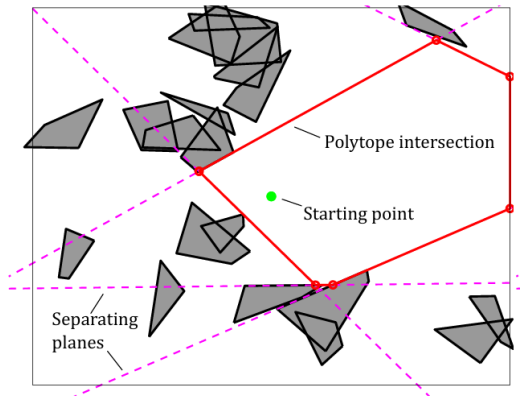 Polytope intersection
Starting point
Separating
planes